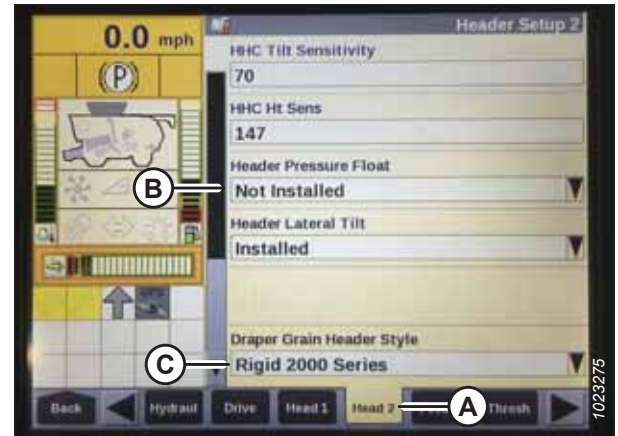 0.0 mph
Header Setup 2
(P)
HHC Tilt Sensitivity
70
HHC Ht Sens
147
Header Pressure Float
B
Not Installed
Header Lateral Tilt
Installed
Draper Grain Header Style
C
Rigid 2000 Series
Back
Hydraul
Drive
Head 1
Head 2
A
Thresh
1023275